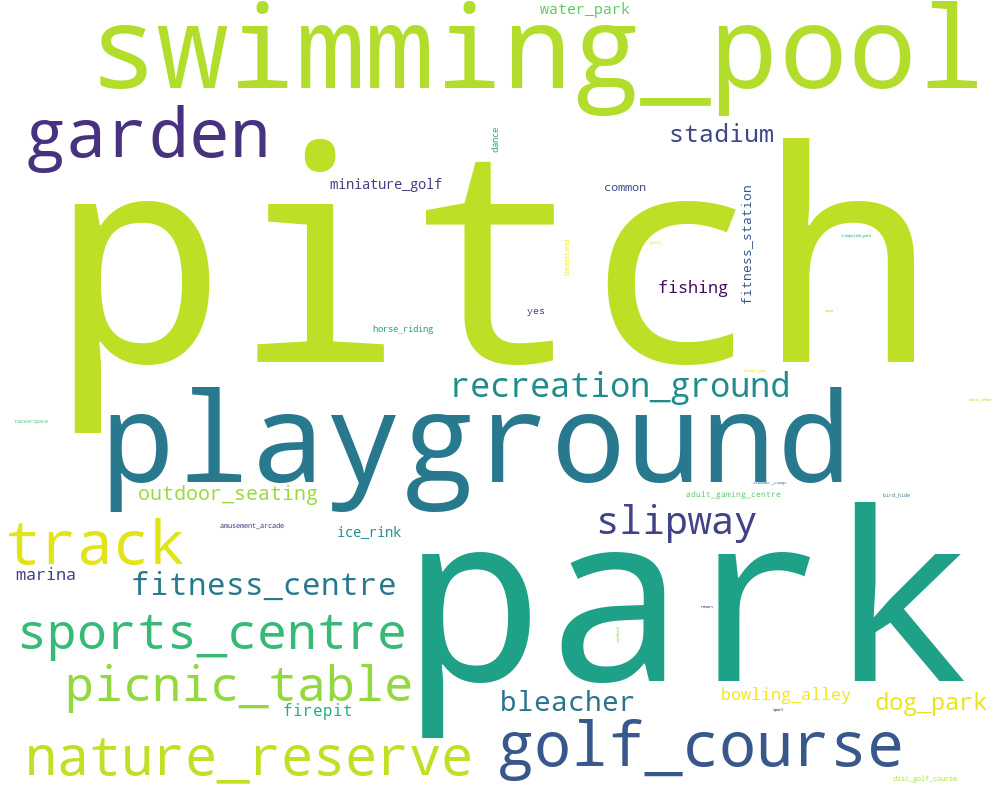 water_park
swimming_pool
garden
stadium
dance
pitch
miniature_golf
common
fitness_station
bandstand
trampoline_park
fishing
yes
horse_riding
recreation_ground
playground
hackerspace
outdoor_seating
adult_gaming_centre
bird_hide
slipway
track
amusement_arcade
ice_rink
marina
fitness_centre
park
sports_centre
picnic_table
firepit
bleacher
bowling_alley
dog_park
sport
golf_course
nature_reserve
disc_golf_course